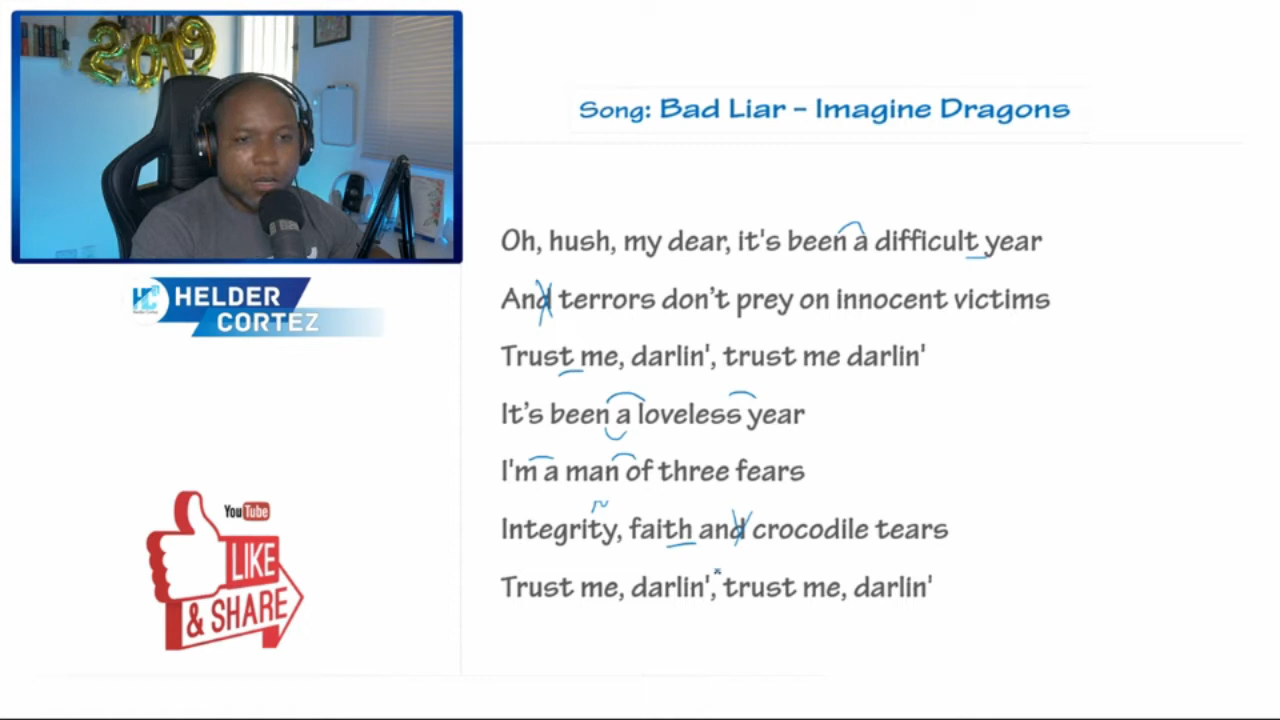 2019
Song: Bad Liar – Imagine Dragons
Oh, hush, my dear, it's been a difficult year
And terrors don't prey on innocent victims
Trust me, darlin', trust me darlin'
It's been a loveless year
I'm a man of three fears
Integrity, faith and crocodile tears
Trust me, darlin', trust me, darlin'
HC
HELDER
CORTEZ
YouTube
LIKE
& SHARE